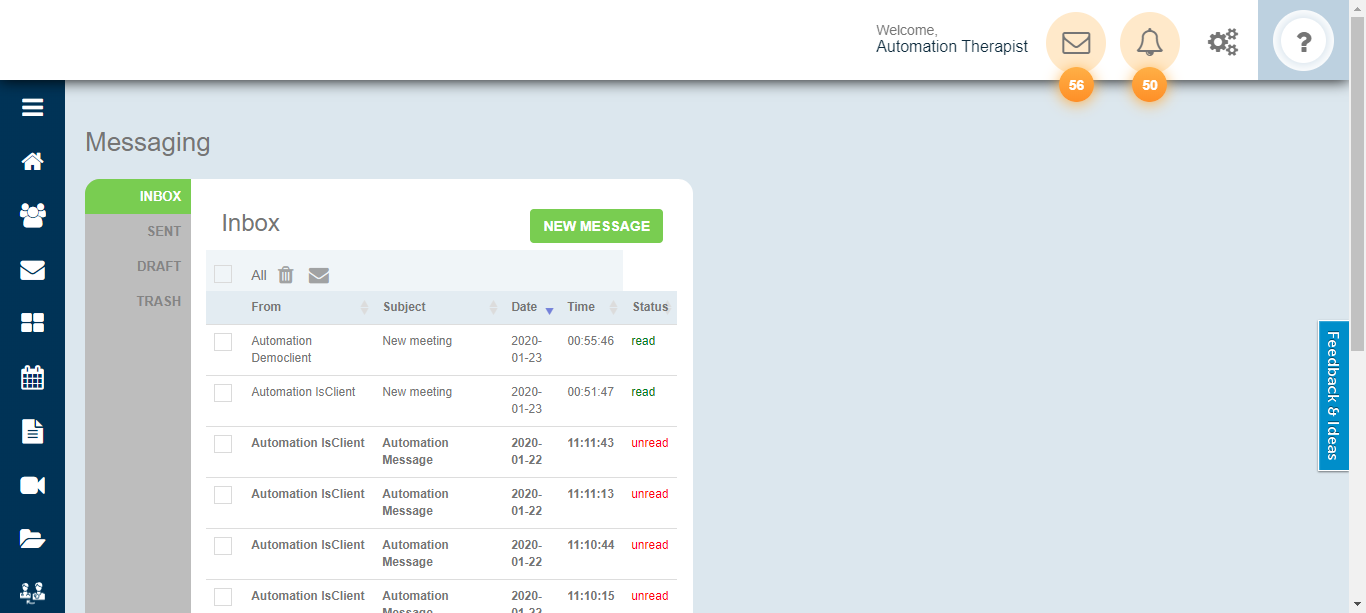 Welcome,
Automation Therapist
?
56
50
Messaging
INBOX
SENT
DRAFT
TRASH
Inbox
NEW MESSAGE
All
From Subject Date Time Status
Automation New meeting 2020- 00:55:46 read
Democlient 01-23
Automation IsClient New meeting 2020- 00:51:47 read
01-23
Automation IsClient Automation 2020- 11:11:43 unread
Message 01-22
Automation IsClient Automation 2020- 11:11:13 unread
Message 01-22
Automation IsClient Automation 2020- 11:10:44 unread
Message 01-22
Automation IsClient Automation 2020- 11:10:15 unread
Message 01-22
Feedback & Ideas